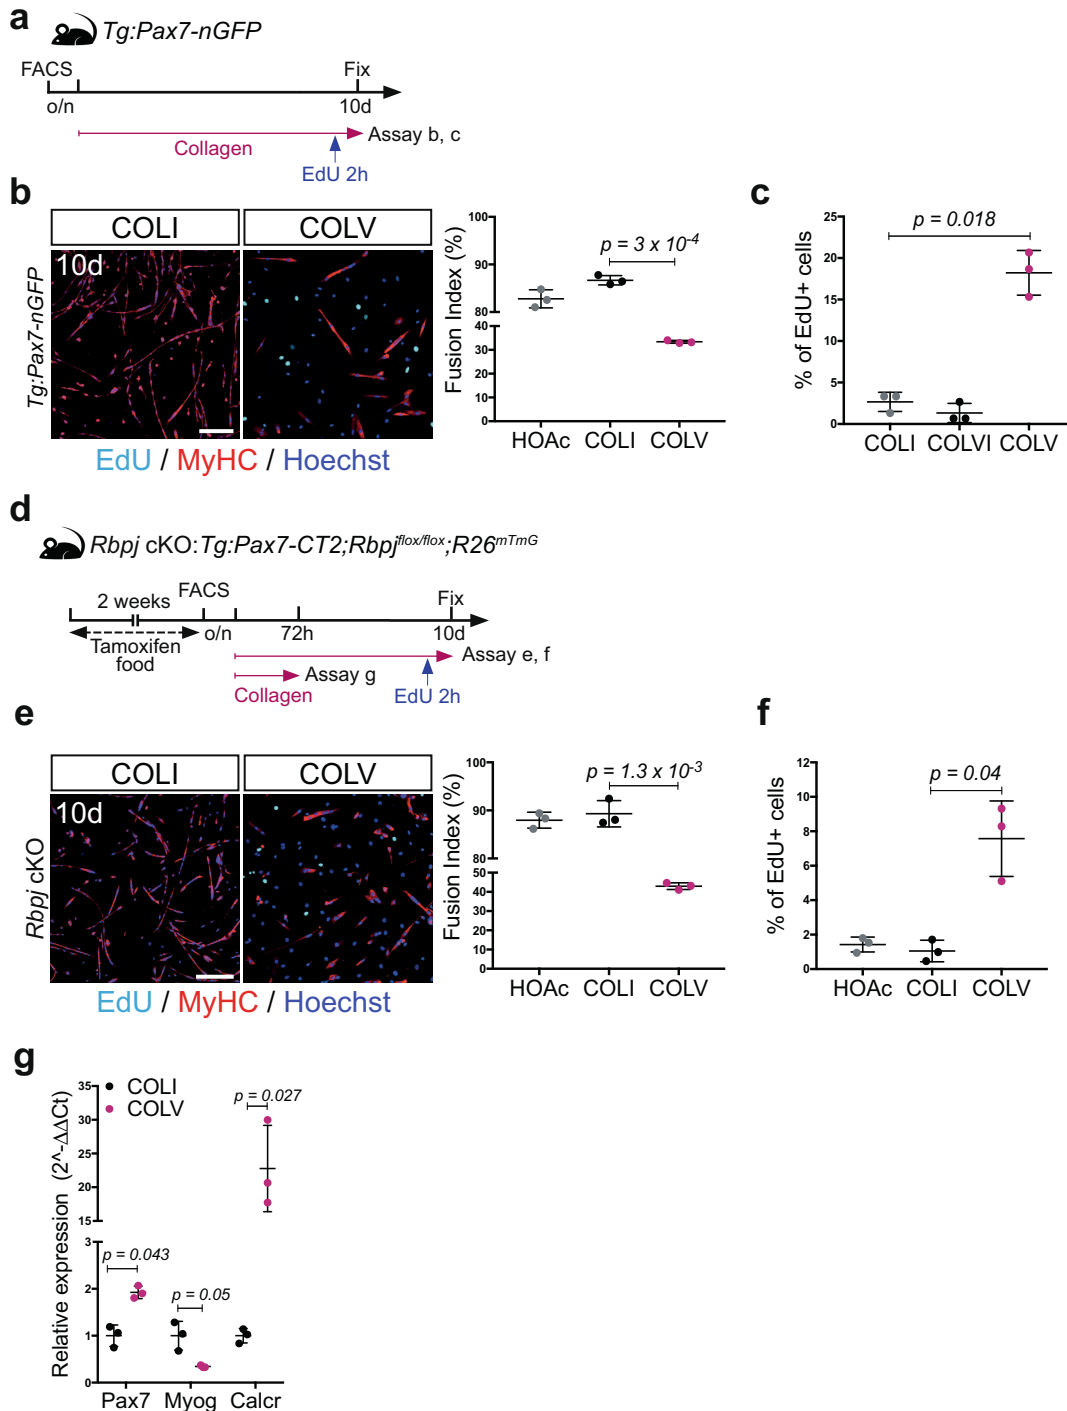 a
Tg:Pax7-nGFP
FACS
Fix
o/n
10d
Collagen
Assay b, c
EdU 2h
b
COLI
COLV
10d
Tg:Pax7-nGFP
EdU / MyHC / Hoechst
Fusion Index (%)
100
90
80
40
30
20
10
0
p = 3 x 10⁻⁴
HOAc
COLI
COLV
c
% of EdU+ cells
25
20
15
10
5
0
p = 0.018
COLI
COLVI
COLV
d
Rbpj cKO:Tg:Pax7-CT2;Rbpjflox/flox;R26mTmG
2 weeks
FACS
Fix
Tamoxifen
food
o/n
72h
10d
Assay e, f
Assay g
Collagen
EdU 2h
e
COLI
COLV
10d
Rbpj cKO
EdU / MyHC / Hoechst
Fusion Index (%)
100
90
80
50
40
30
20
10
0
p = 1.3 x 10⁻³
HOAc
COLI
COLV
f
% of EdU+ cells
12
10
8
6
4
2
0
p = 0.04
HOAc
COLI
COLV
g
Relative expression (2^-ΔΔCt)
COLI
COLV
35
30
25
20
15
3
2
1
0
p = 0.043
p = 0.05
p = 0.027
Pax7
Myog
Calcr